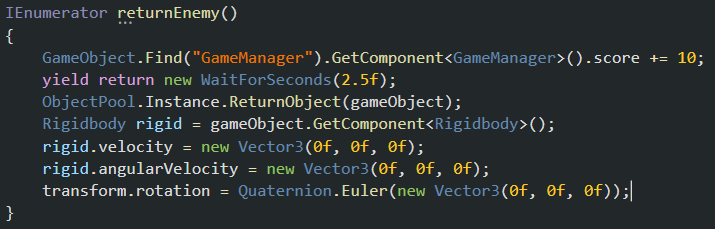 IEnumerator returnEnemy()
{
    GameObject.Find("GameManager").GetComponent<GameManager>().score += 10;
    yield return new WaitForSeconds(2.5f);
    ObjectPool.Instance.ReturnObject(gameObject);
    Rigidbody rigid = gameObject.GetComponent<Rigidbody>();
    rigid.velocity = new Vector3(0f, 0f, 0f);
    rigid.angularVelocity = new Vector3(0f, 0f, 0f);
    transform.rotation = Quaternion.Euler(new Vector3(0f, 0f, 0f));
}